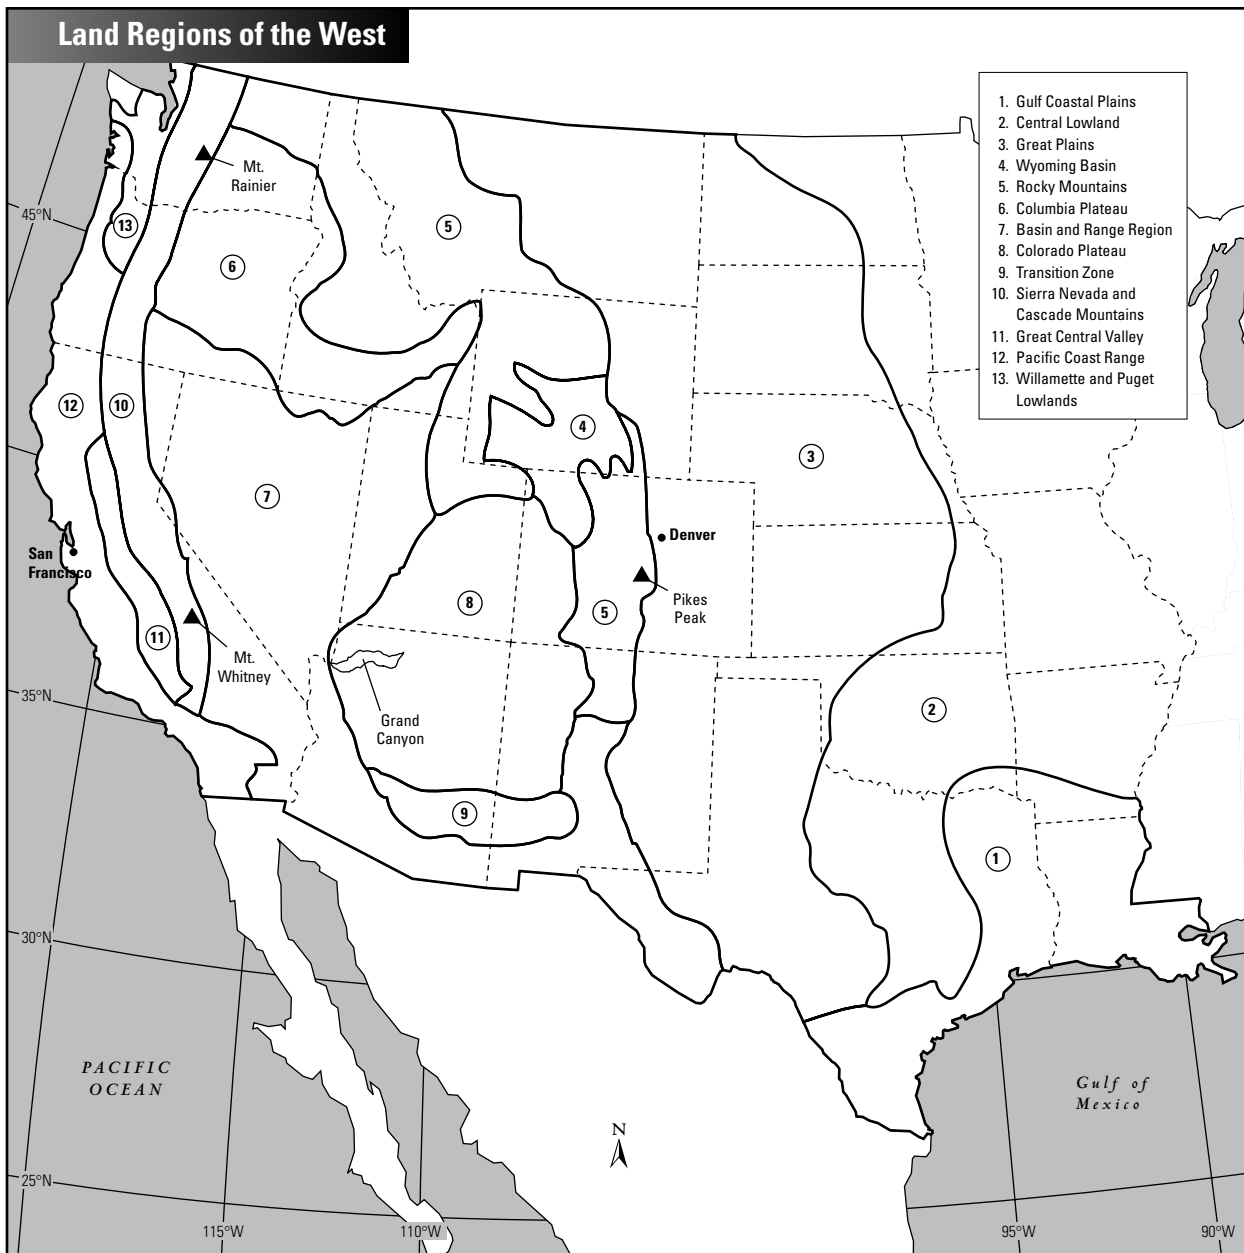 Land Regions of the West
1. Gulf Coastal Plains
2. Central Lowland
3. Great Plains
4. Wyoming Basin
5. Rocky Mountains
6. Columbia Plateau
7. Basin and Range Region
8. Colorado Plateau
9. Transition Zone
10. Sierra Nevada and
Cascade Mountains
11. Great Central Valley
12. Pacific Coast Range
13. Willamette and Puget
Lowlands
Mt.
Rainier
45°N
13
5
6
12
10
4
3
7
San
Francisco
Denver
8
5
Pikes
Peak
11
Mt.
Whitney
35°N
Grand
Canyon
2
9
1
30°N
PACIFIC
OCEAN
Gulf of
Mexico
N
25°N
115°W
110°W
95°W
90°W